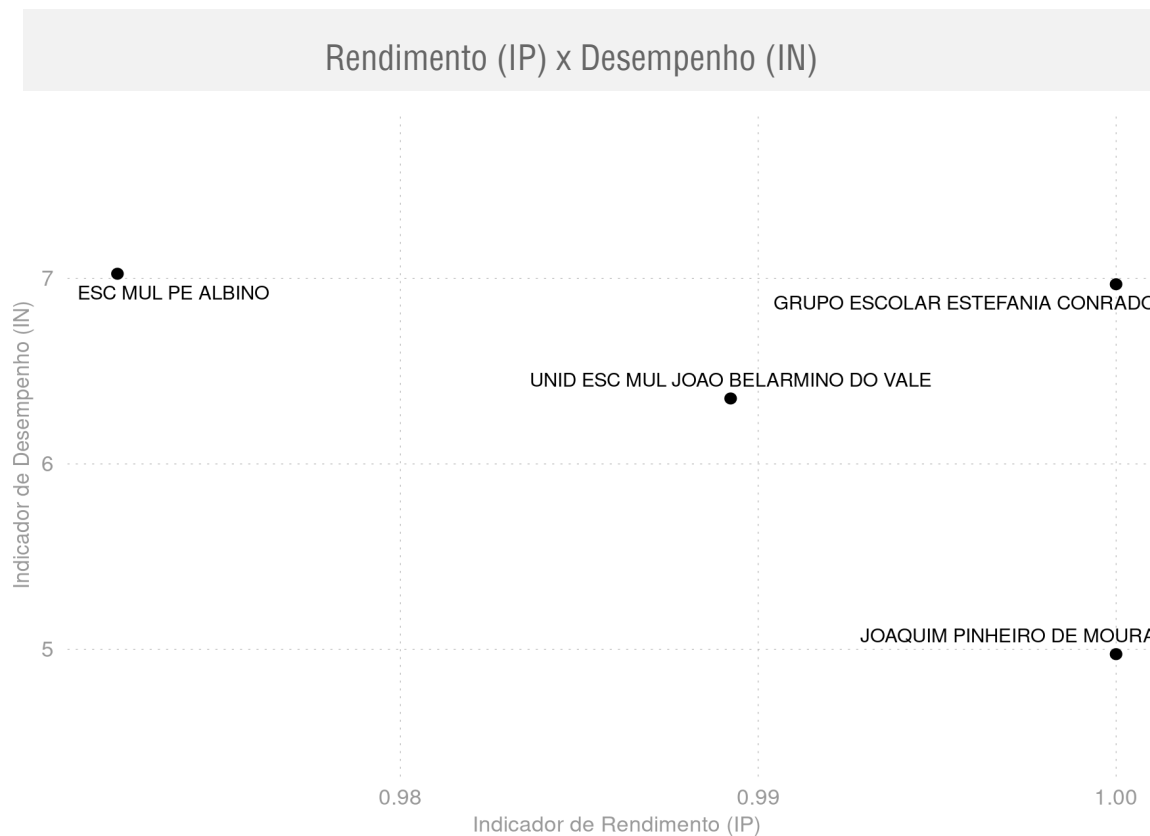 Rendimento (IP) x Desempenho (IN)
7
ESC MUL PE ALBINO
GRUPO ESCOLAR ESTEFANIA CONRADO
UNID ESC MUL JOAO BELARMINO DO VALE
6
JOAQUIM PINHEIRO DE MOURA
5
Indicador de Desempenho (IN)
0.98
0.99
1.00
Indicador de Rendimento (IP)